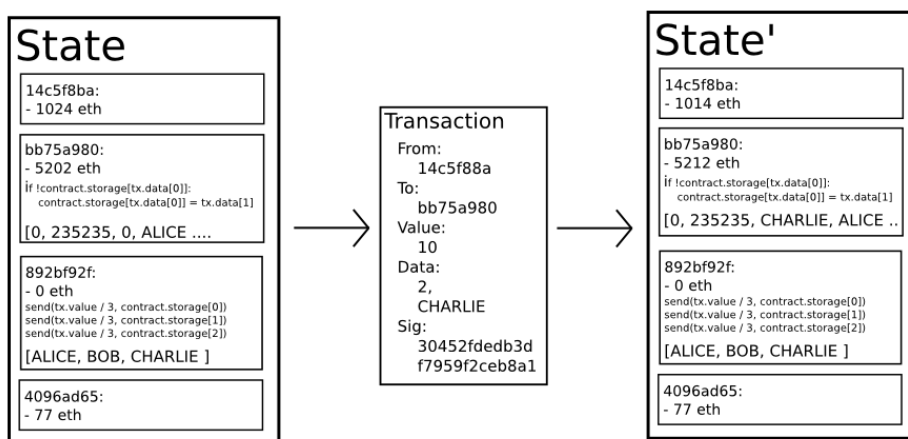 State
14c5f8ba:
- 1024 eth
bb75a980:
- 5202 eth
if !contract.storage[tx.data[0]]:
contract.storage[tx.data[0]] = tx.data[1]
[0, 235235, 0, ALICE ....
892bf92f:
- 0 eth
send(tx.value / 3, contract.storage[0])
send(tx.value / 3, contract.storage[1])
send(tx.value / 3, contract.storage[2])
[ALICE, BOB, CHARLIE ]
4096ad65:
- 77 eth
Transaction
From:
14c5f88a
To:
bb75a980
Value:
10
Data:
2,
CHARLIE
Sig:
30452fdedb3d
f7959f2ceb8a1
State'
14c5f8ba:
- 1014 eth
bb75a980:
- 5212 eth
if !contract.storage[tx.data[0]]:
contract.storage[tx.data[0]] = tx.data[1]
[0, 235235, CHARLIE, ALICE ..
892bf92f:
- 0 eth
send(tx.value / 3, contract.storage[0])
send(tx.value / 3, contract.storage[1])
send(tx.value / 3, contract.storage[2])
[ALICE, BOB, CHARLIE ]
4096ad65:
- 77 eth